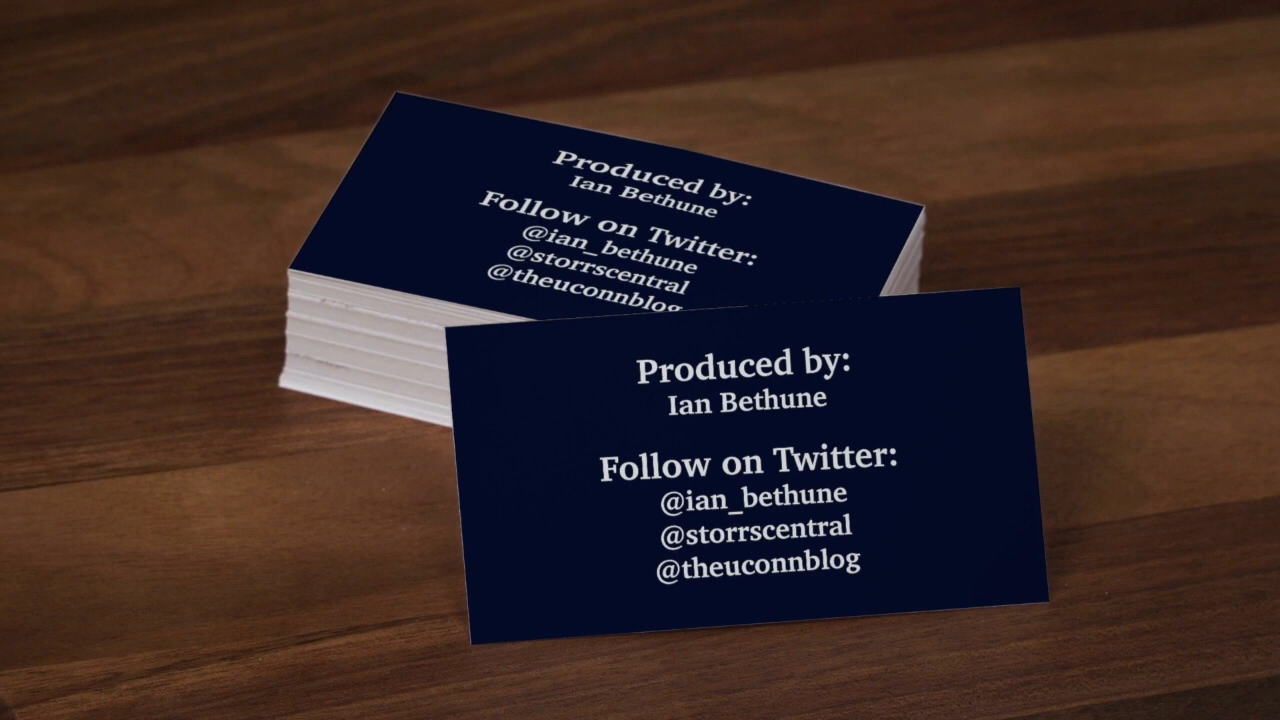 Produced by:
Ian Bethune
Follow on Twitter:
@ian_bethune
@storrscentral
@theuconnblog
Produced by:
Ian Bethune
Follow on Twitter:
@ian_bethune
@storrscentral
@theuconnblog